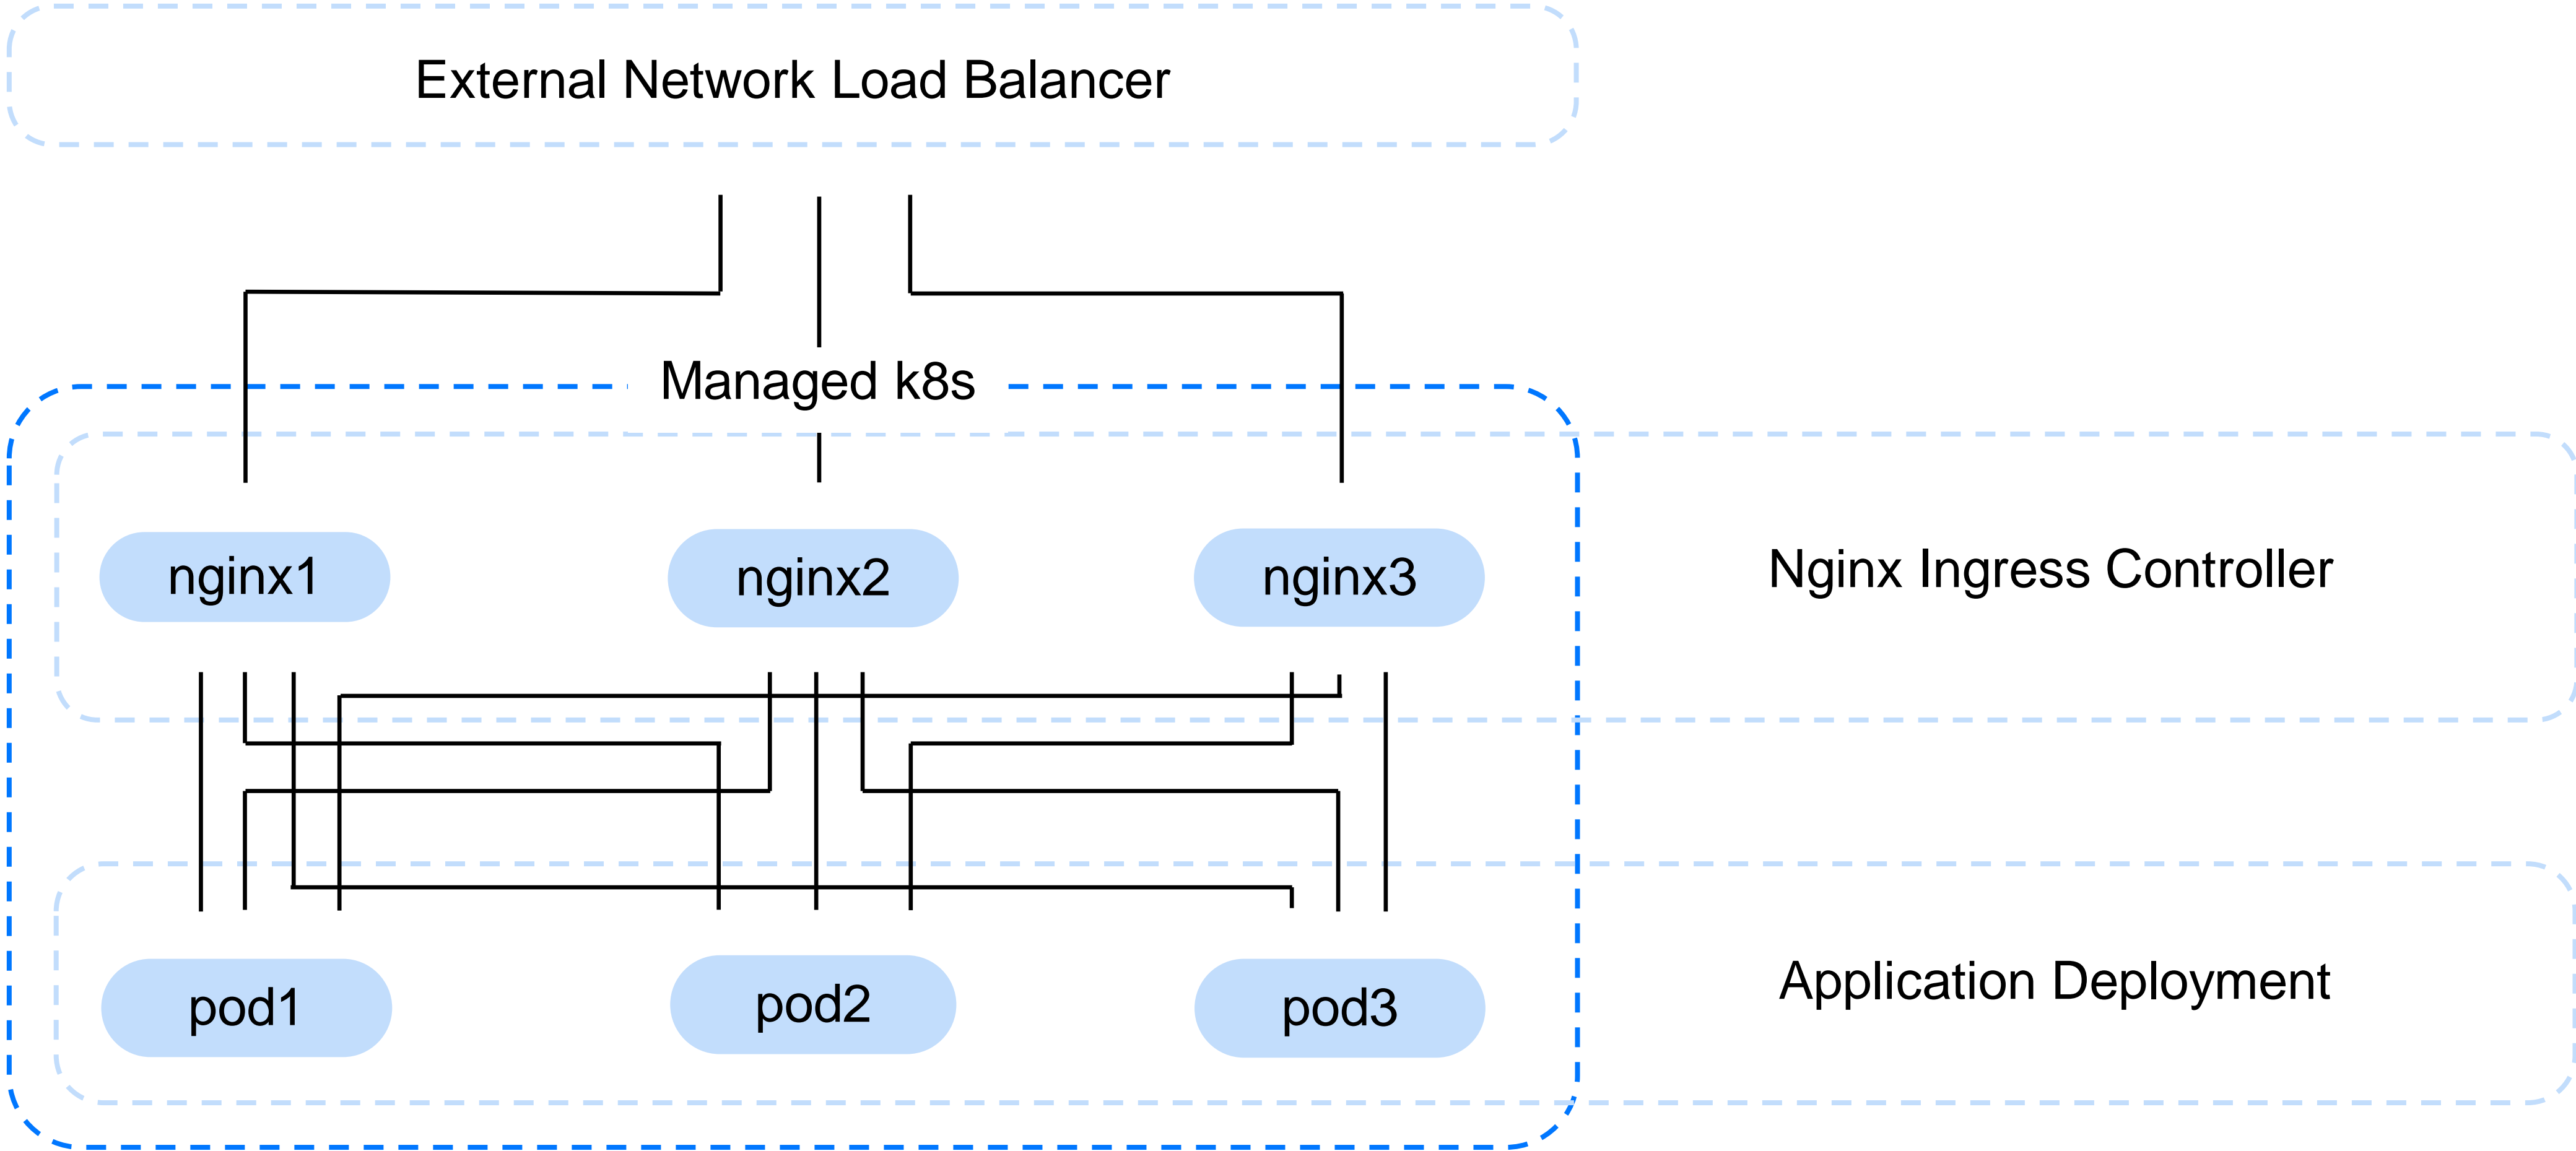 External Network Load Balancer
Managed k8s
nginx1
nginx2
nginx3
Nginx Ingress Controller
pod1
pod2
pod3
Application Deployment